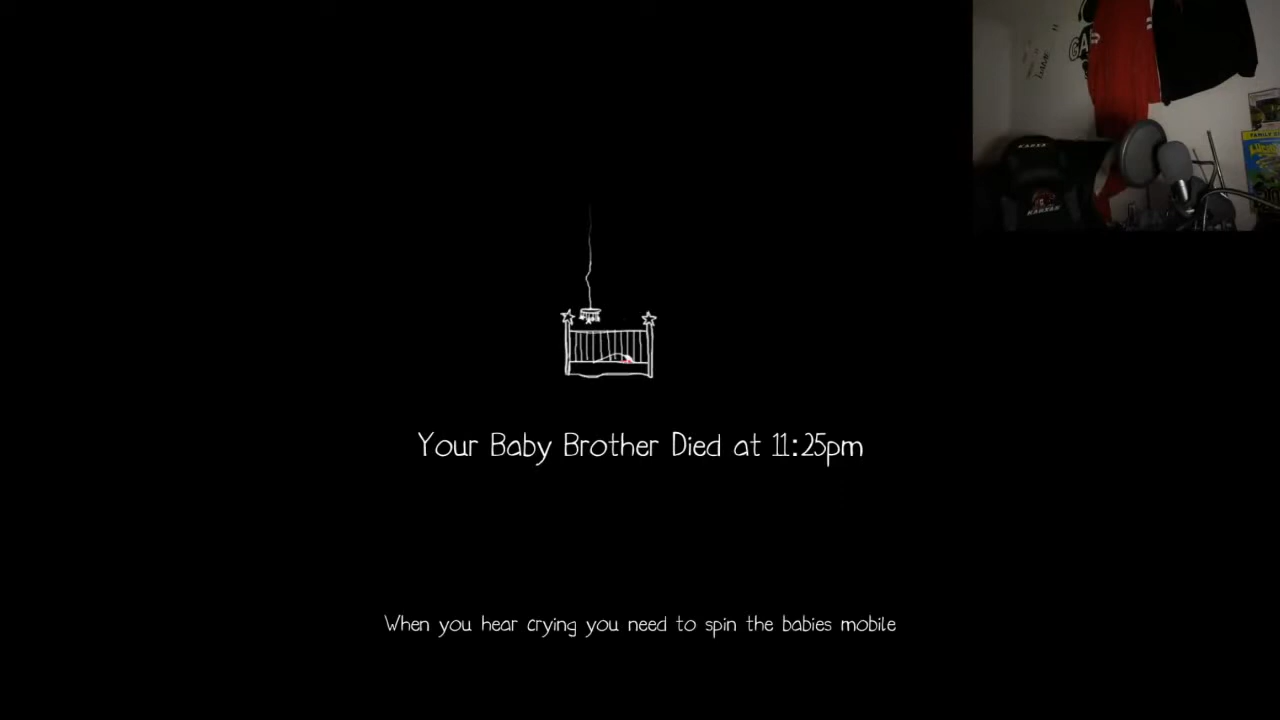 Your Baby Brother Died at 11:25pm
When you hear crying you need to spin the babies mobile